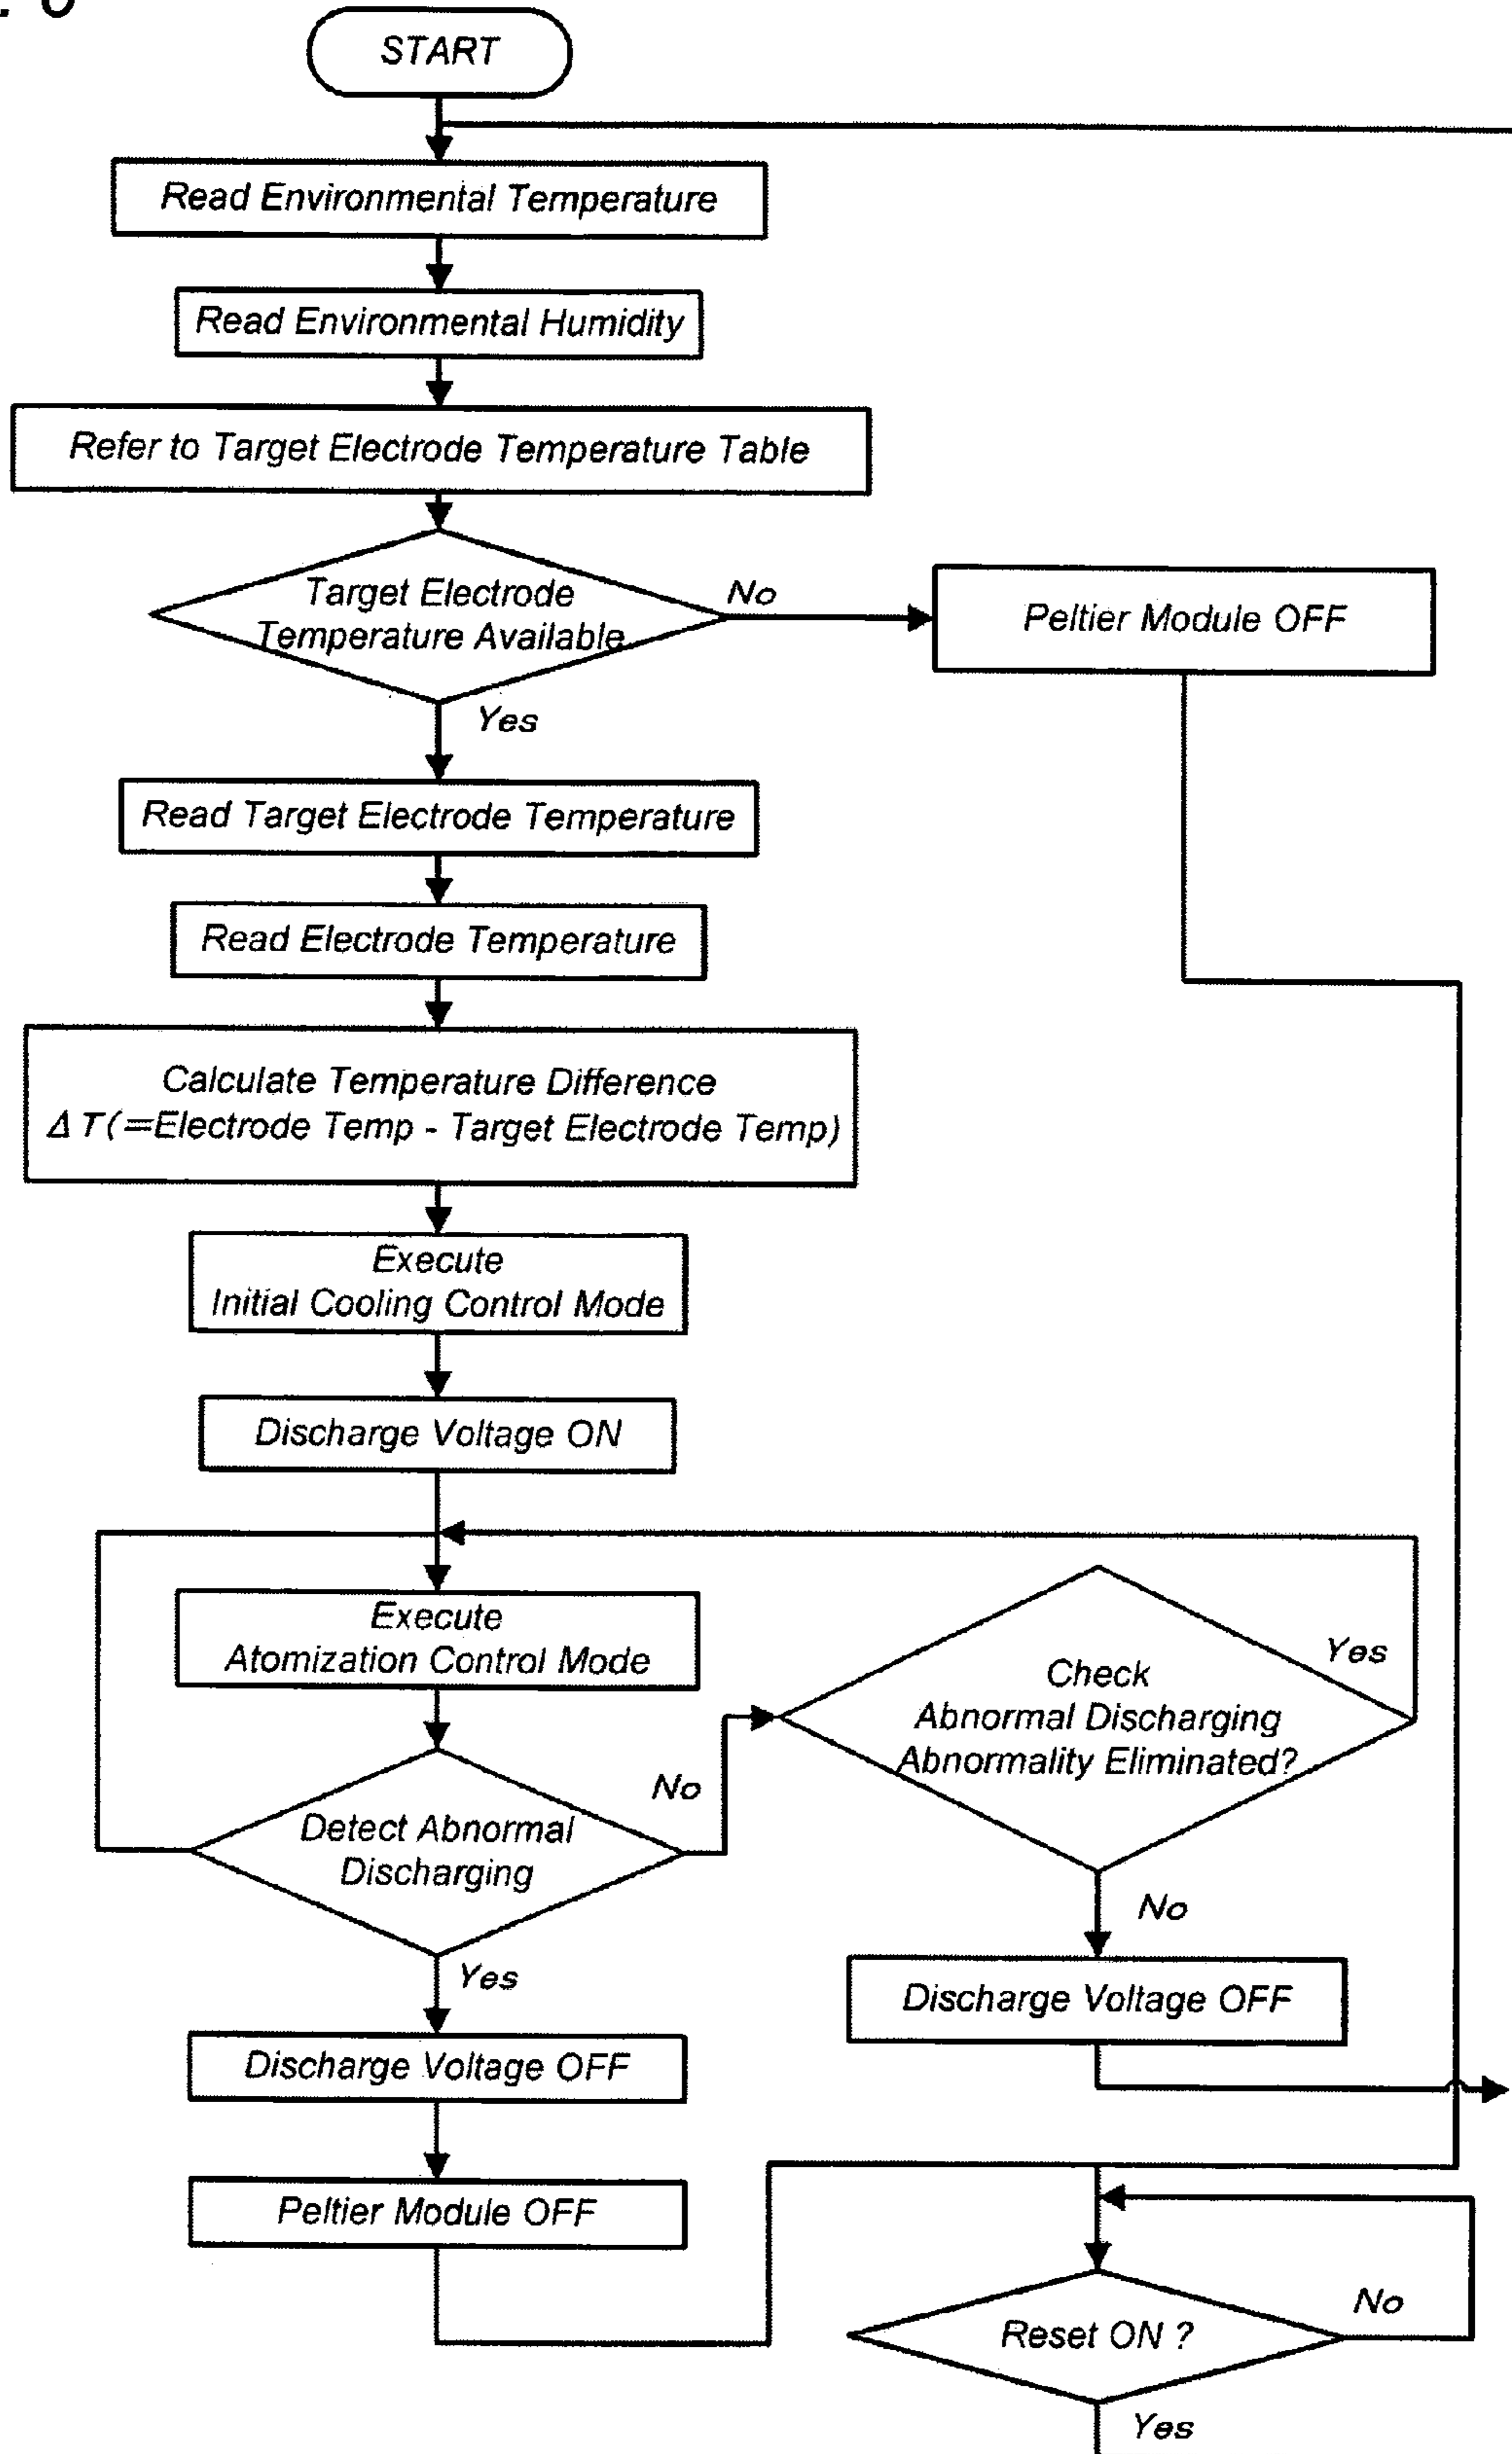 START
Read Environmental Temperature
Read Environmental Humidity
Refer to Target Electrode Temperature Table
Target Electrode
Temperature Available
No
Peltier Module OFF
Yes
Read Target Electrode Temperature
Read Electrode Temperature
Calculate Temperature Difference
ΔT(=Electrode Temp - Target Electrode Temp)
Execute
Initial Cooling Control Mode
Discharge Voltage ON
Execute
Atomization Control Mode
Check
Abnormal Discharging
Abnormality Eliminated?
Yes
No
Detect Abnormal
Discharging
No
Discharge Voltage OFF
Yes
Discharge Voltage OFF
Peltier Module OFF
Reset ON ?
No
Yes